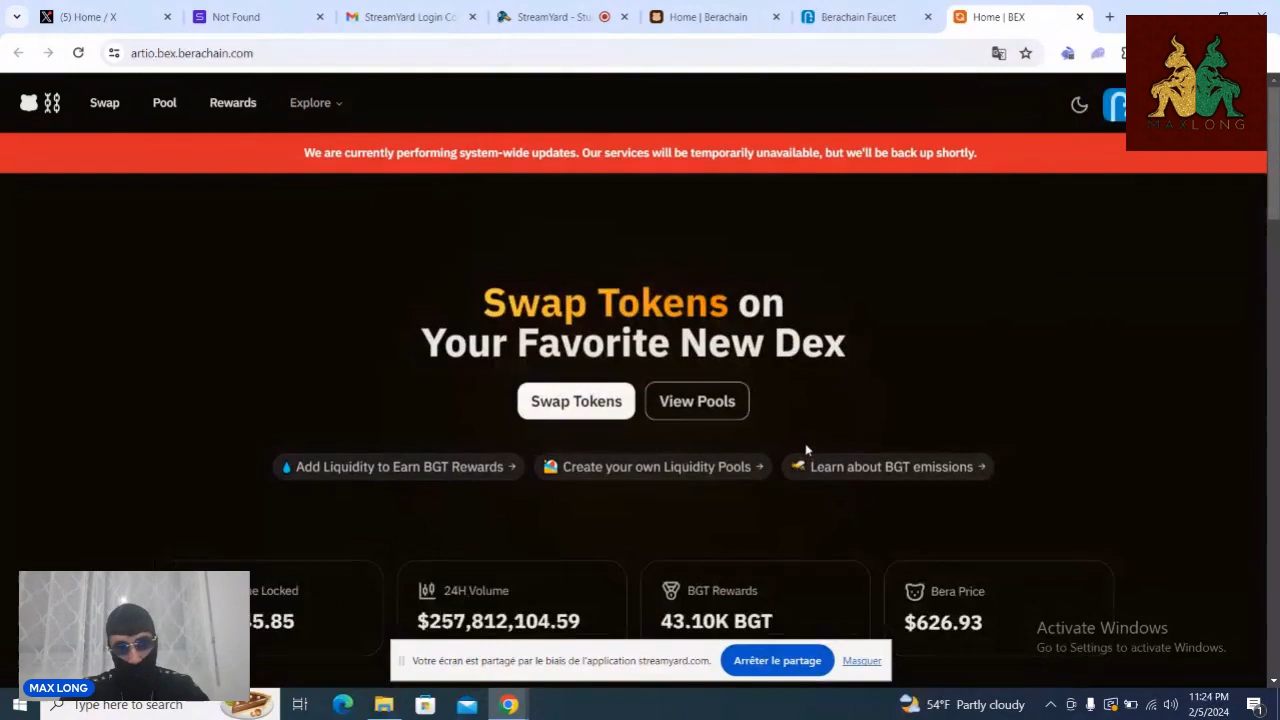 (5) Home / X
Not Found
StreamYard Login Co
StreamYard - Stu
Home | Berachain
Berachain Faucet
Home | BEX
artio.bex.berachain.com
Swap
Pool
Rewards
Explore
MAXLONG
We are currently performing system-wide updates. Our services will be temporarily unavailable, but we'll be back up shortly.
Swap Tokens on
Your Favorite New Dex
Swap Tokens
View Pools
Add Liquidity to Earn BGT Rewards →
Create your own Liquidity Pools →
Learn about BGT emissions →
Locked
5.85
24H Volume
$257,812,104.59
BGT Rewards
43.10K BGT
Bera Price
$626.93
Activate Windows
Go to Settings to activate Windows.
Votre écran est partagé par le biais de l'application streamyard.com.
Arrêter le partage
Masquer
MAX LONG
Type here to search
54°F Partly cloudy
11:24 PM
2/5/2024